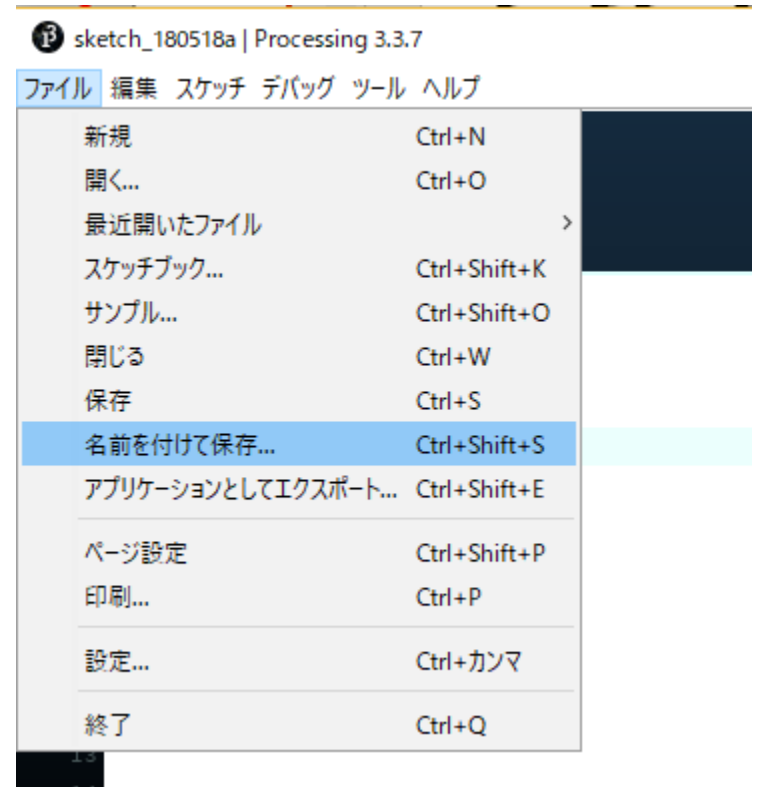 sketch_180518a | Processing 3.3.7
ファイル 編集 スケッチ デバッグ ツール ヘルプ
新規 Ctrl+N
開く... Ctrl+O
最近開いたファイル >
スケッチブック... Ctrl+Shift+K
サンプル... Ctrl+Shift+O
閉じる Ctrl+W
保存 Ctrl+S
名前を付けて保存... Ctrl+Shift+S
アプリケーションとしてエクスポート... Ctrl+Shift+E
ページ設定 Ctrl+Shift+P
印刷... Ctrl+P
設定... Ctrl+カンマ
終了 Ctrl+Q
13